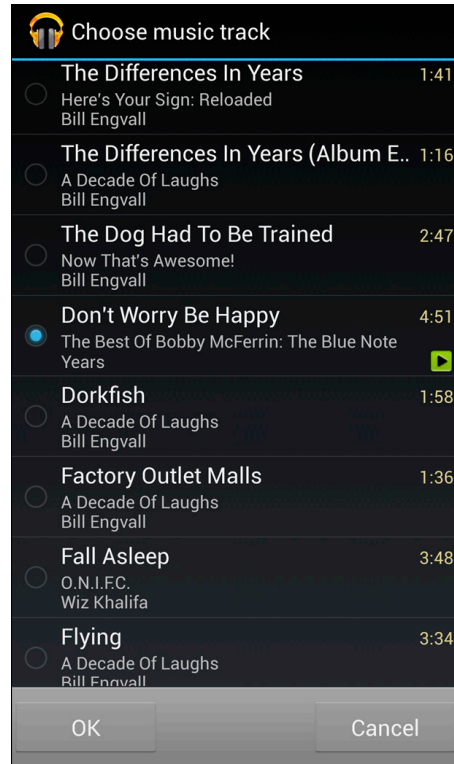 Choose music track
The Differences In Years 1:41
Here's Your Sign: Reloaded
Bill Engvall
The Differences In Years (Album E.. 1:16
A Decade Of Laughs
Bill Engvall
The Dog Had To Be Trained 2:47
Now That's Awesome!
Bill Engvall
Don't Worry Be Happy 4:51
The Best Of Bobby McFerrin: The Blue Note
Years
Dorkfish 1:58
A Decade Of Laughs
Bill Engvall
Factory Outlet Malls 1:36
A Decade Of Laughs
Bill Engvall
Fall Asleep 3:48
O.N.I.F.C.
Wiz Khalifa
Flying 3:34
A Decade Of Laughs
Bill Engvall
OK Cancel